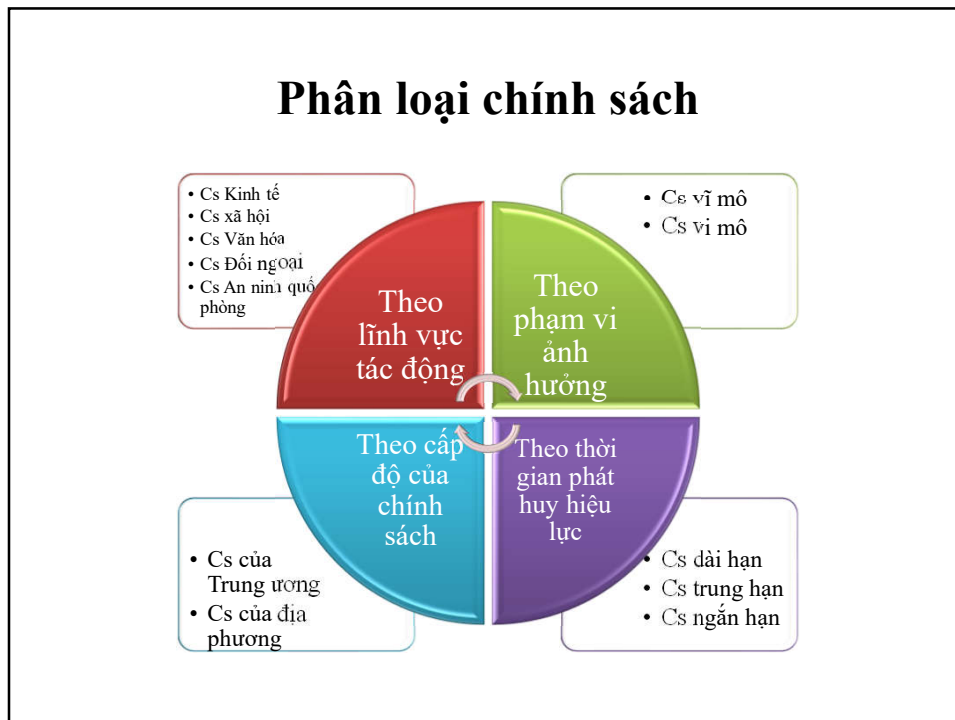 Phân loại chính sách
• Cs Kinh tế
• Cs xã hội
• Cs Văn hóa
• Cs Đối ngoại
• Cs An ninh quốc
phòng
Theo
lĩnh vực
tác động
Theo
phạm vi
ảnh
hưởng
• Cs vĩ mô
• Cs vi mô
Theo cấp
độ của
chính
sách
• Cs của
Trung ương
• Cs của địa
phương
Theo thời
gian phát
huy hiệu
lực
• Cs dài hạn
• Cs trung hạn
• Cs ngắn hạn